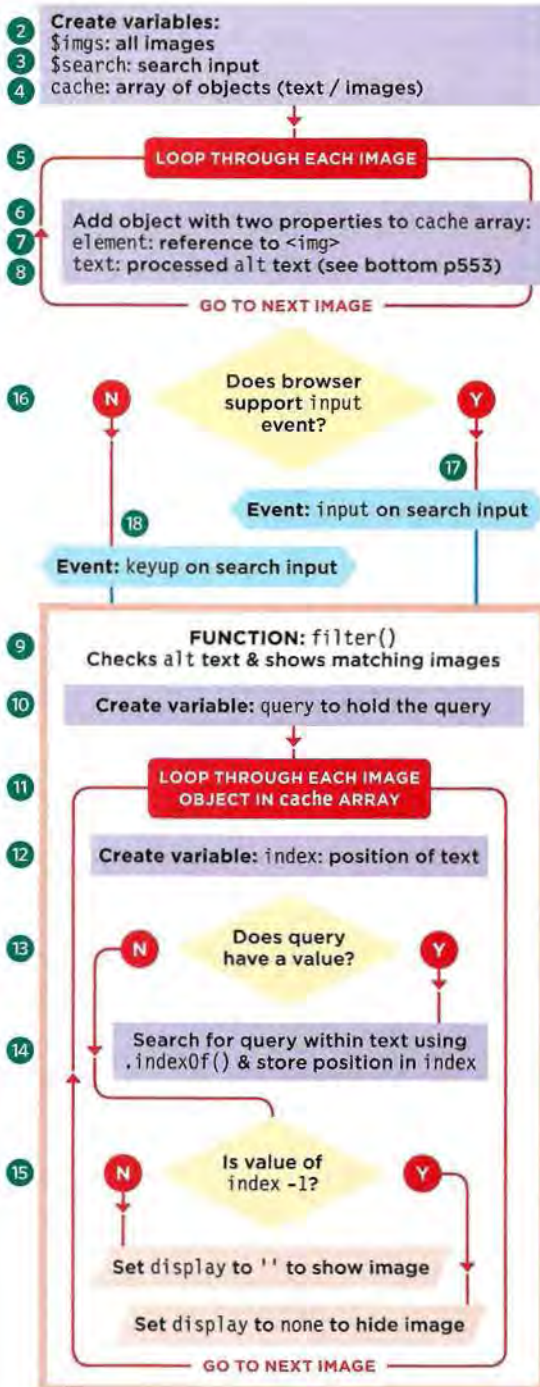 2 Create variables:
$imgs: all images
3 $search: search input
4 cache: array of objects (text / images)
5 LOOP THROUGH EACH IMAGE
6 Add object with two properties to cache array:
7 element: reference to <img>
8 text: processed alt text (see bottom p553)
GO TO NEXT IMAGE
16 N Does browser Y
support input
event?
17
Event: input on search input
18
Event: keyup on search input
9 FUNCTION: filter()
Checks alt text & shows matching images
10 Create variable: query to hold the query
11 LOOP THROUGH EACH IMAGE
OBJECT IN cache ARRAY
12 Create variable: index: position of text
13 N Does query Y
have a value?
14 Search for query within text using
.indexOf() & store position in index
15 N Is value of Y
index -1?
Set display to '' to show image
Set display to none to hide image
GO TO NEXT IMAGE